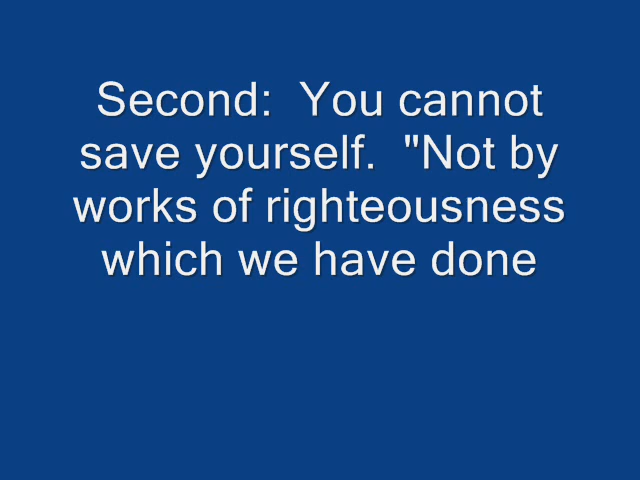 Second:  You cannot
save yourself.  "Not by
works of righteousness
which we have done